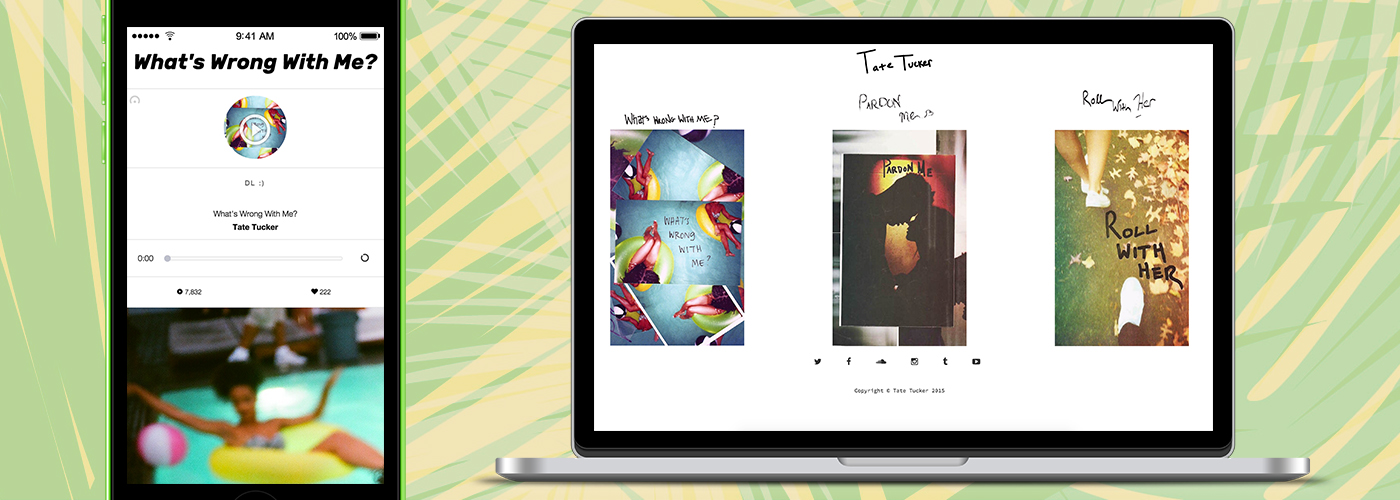 9:41 AM
100%
What's Wrong With Me?
DL :)
What's Wrong With Me?
Tate Tucker
0:00
7,832
222
Tate Tucker
What's wrong with me?
Pardon
Me
Roll
With Her
What's
Wrong
With
Me?
Pardon Me
Roll
With
Her
Copyright © Tate Tucker 2015